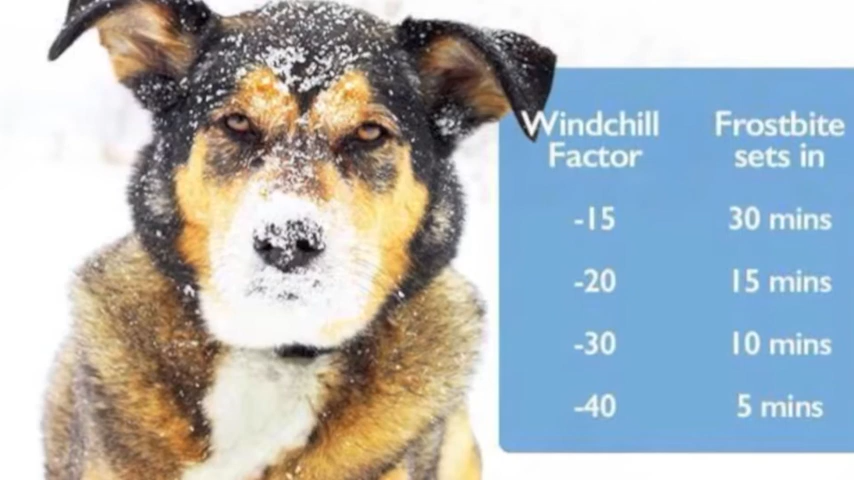 Windchill Factor
Frostbite sets in
-15 30 mins
-20 15 mins
-30 10 mins
-40 5 mins